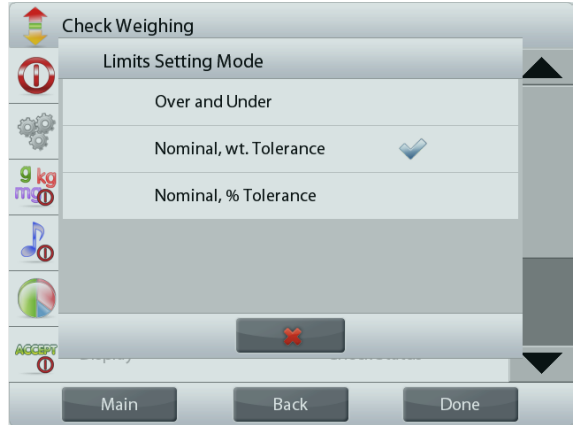 Check Weighing
Limits Setting Mode
Over and Under
Nominal, wt. Tolerance
Nominal, % Tolerance
g kg
mg
ACCEPT
Display
Main
Back
Done